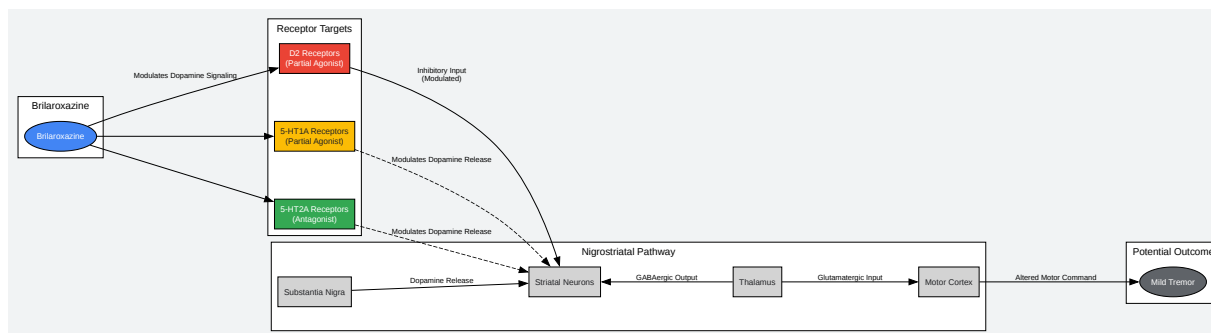 Receptor Targets
D2 Receptors
(Partial Agonist)
Inhibitory Input
(Modulated)
Modulates Dopamine Signaling
Brilaroxazine
Brilaroxazine
5-HT1A Receptors
(Partial Agonist)
Modulates Dopamine Release
5-HT2A Receptors
(Antagonist)
Modulates Dopamine Release
Nigrostriatal Pathway
Potential Outcome
Substantia Nigra
Dopamine Release
Striatal Neurons
GABAergic Output
Thalamus
Glutamatergic Input
Motor Cortex
Altered Motor Command
Mild Tremor